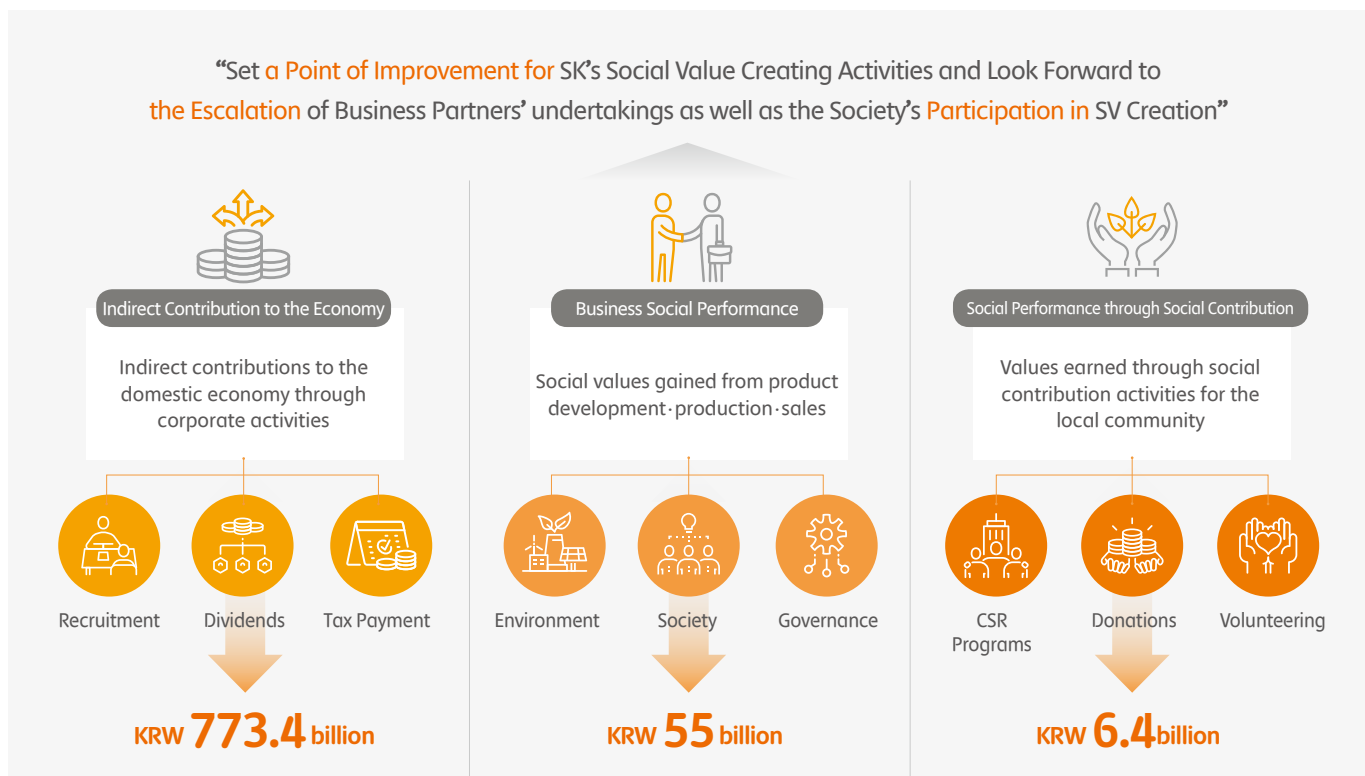 “Set a Point of Improvement for SK’s Social Value Creating Activities and Look Forward to
the Escalation of Business Partners’ undertakings as well as the Society’s Participation in SV Creation”
Indirect Contribution to the Economy
Indirect contributions to the
domestic economy through
corporate activities
Recruitment
Dividends
Tax Payment
KRW 773.4 billion
Business Social Performance
Social values gained from product
development·production·sales
Environment
Society
Governance
KRW 55 billion
Social Performance through Social Contribution
Values earned through social
contribution activities for the
local community
CSR
Programs
Donations
Volunteering
KRW 6.4 billion